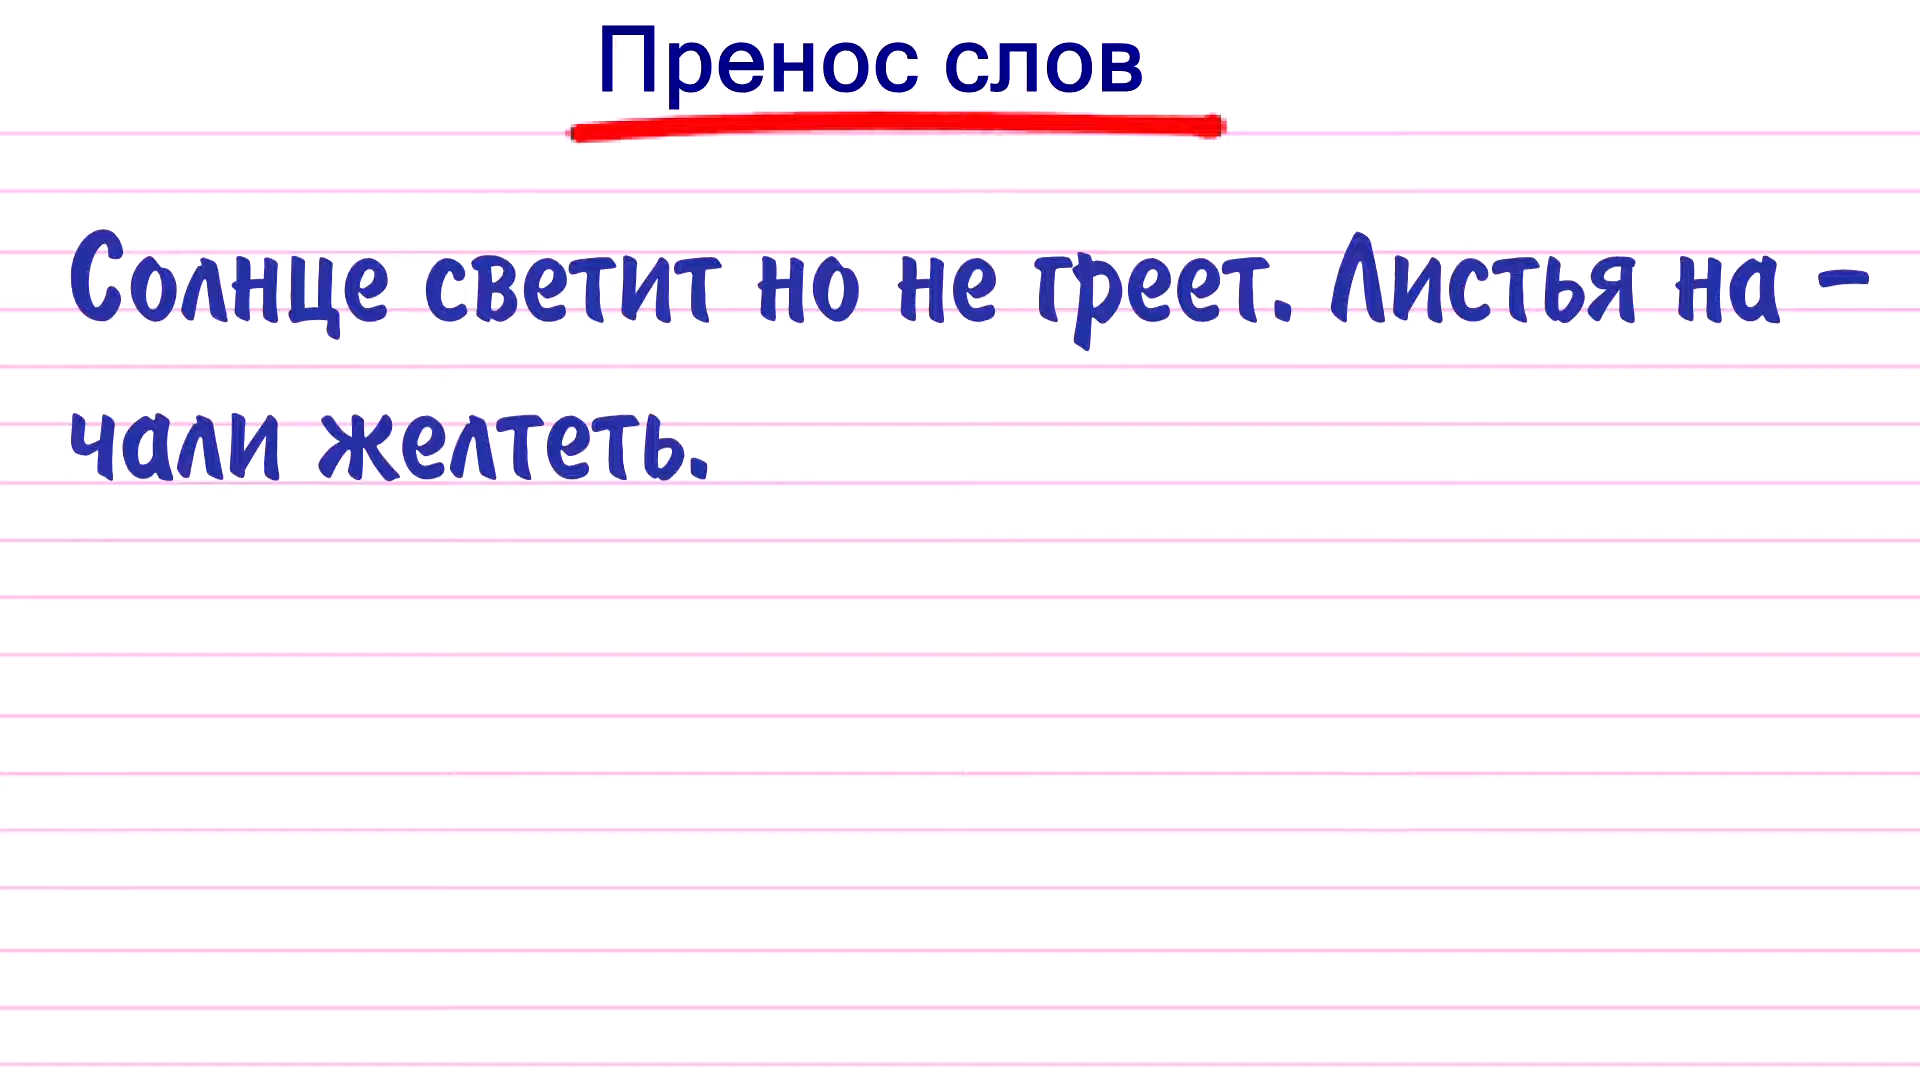 Пренос слов
Солнце светит но не греет. Листья на -
чали желтеть.